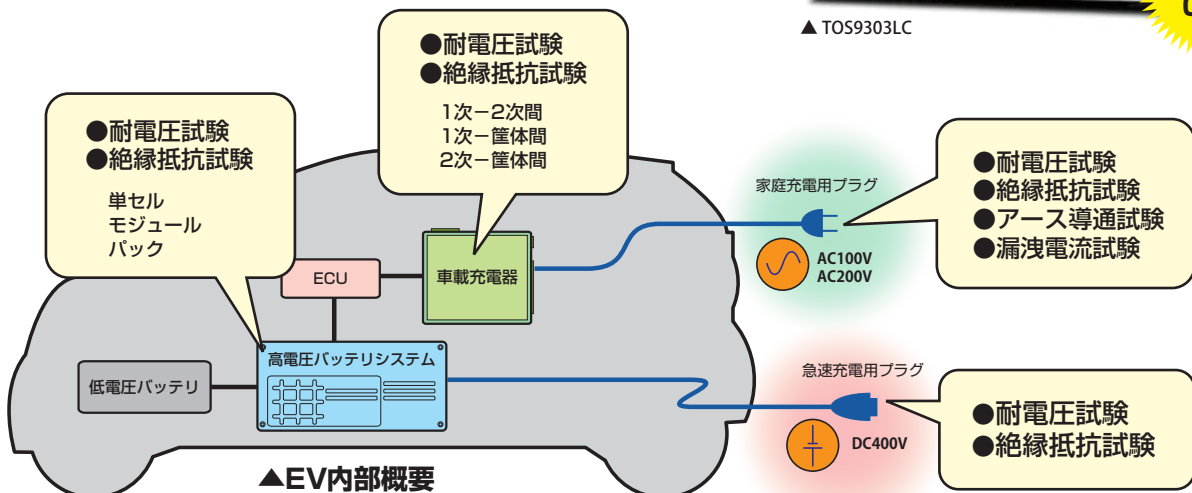 ▲ TOS9303LC
●耐電圧試験
●絶縁抵抗試験
1次－2次間
1次－筐体間
2次－筐体間
●耐電圧試験
●絶縁抵抗試験
単セル
モジュール
パック
家庭充電用プラグ
AC100V
AC200V
●耐電圧試験
●絶縁抵抗試験
●アース導通試験
●漏洩電流試験
ECU
車載充電器
高電圧バッテリシステム
低電圧バッテリ
急速充電用プラグ
DC400V
●耐電圧試験
●絶縁抵抗試験
▲EV内部概要